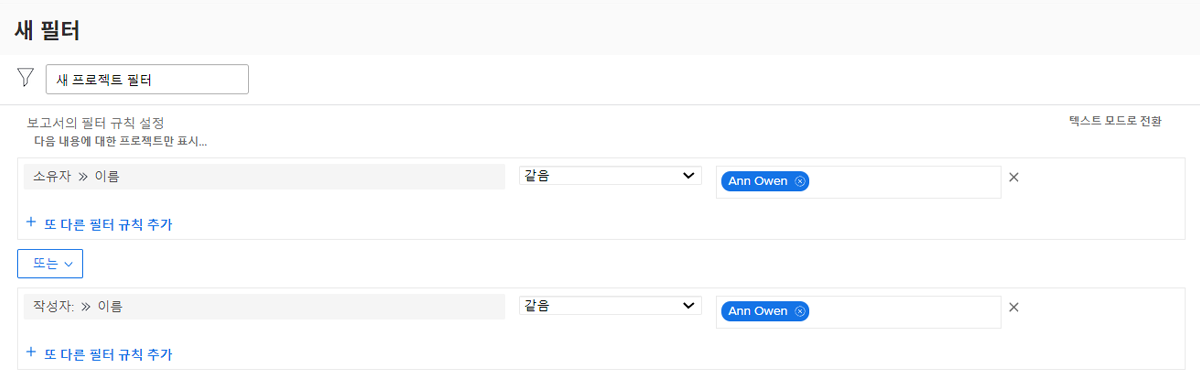 새 필터
새 프로젝트 필터
보고서의 필터 규칙 설정
텍스트 모드로 전환
다음 내용에 대한 프로젝트만 표시...
소유자 » 이름 같음 Ann Owen
+ 또 다른 필터 규칙 추가
또는
작성자: » 이름 같음 Ann Owen
+ 또 다른 필터 규칙 추가